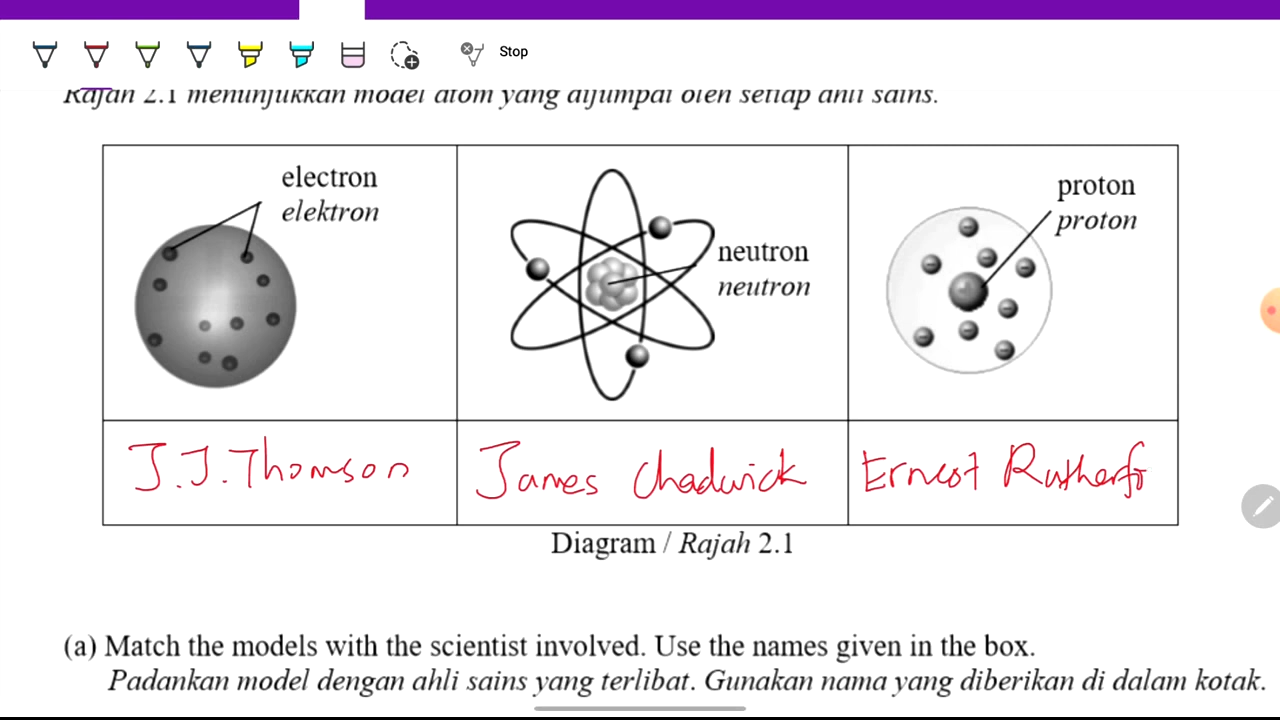 Stop
Rajah 2.1 menunjukkan model atom yang dijumpai oleh setiap ahli sains.
electron
elektron
neutron
neutron
proton
proton
J.J. Thomson
James Chadwick
Ernest Rutherfo
Diagram / Rajah 2.1
(a) Match the models with the scientist involved. Use the names given in the box.
Padankan model dengan ahli sains yang terlibat. Gunakan nama yang diberikan di dalam kotak.